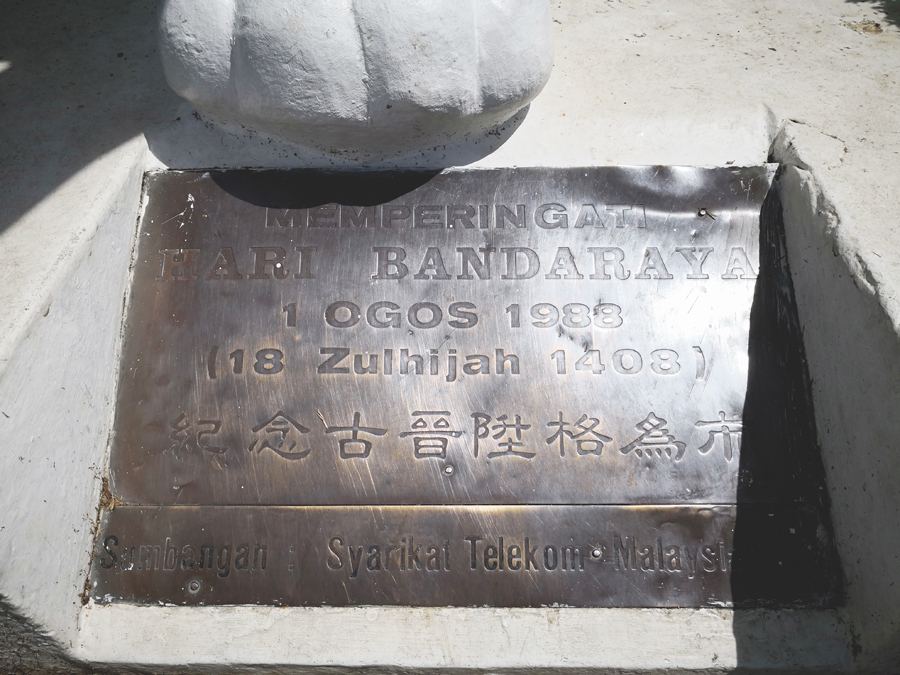 MEMPERINGATI
HARI BANDARAYA
1 OGOS 1988
(18 Zulhijah 1408)
紀念古晉陞格為市
Sumbangan : Syarikat Telekom Malaysia